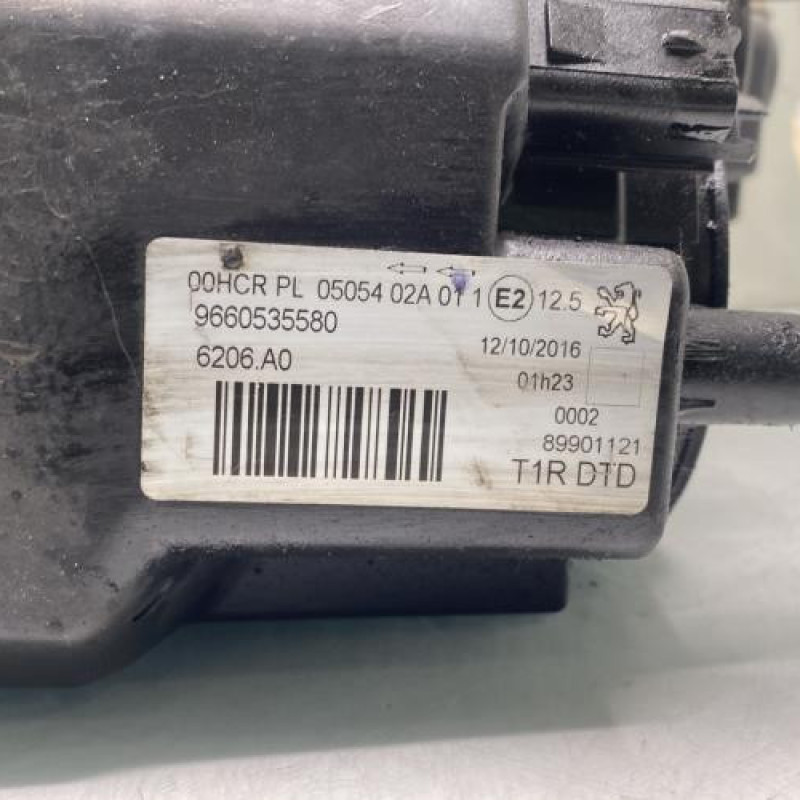 00HCR PL 05054 02A 01 1 E2 12.5
9660535580
12/10/2016
6206.A0
01h23
0002
89901121
T1R DTD